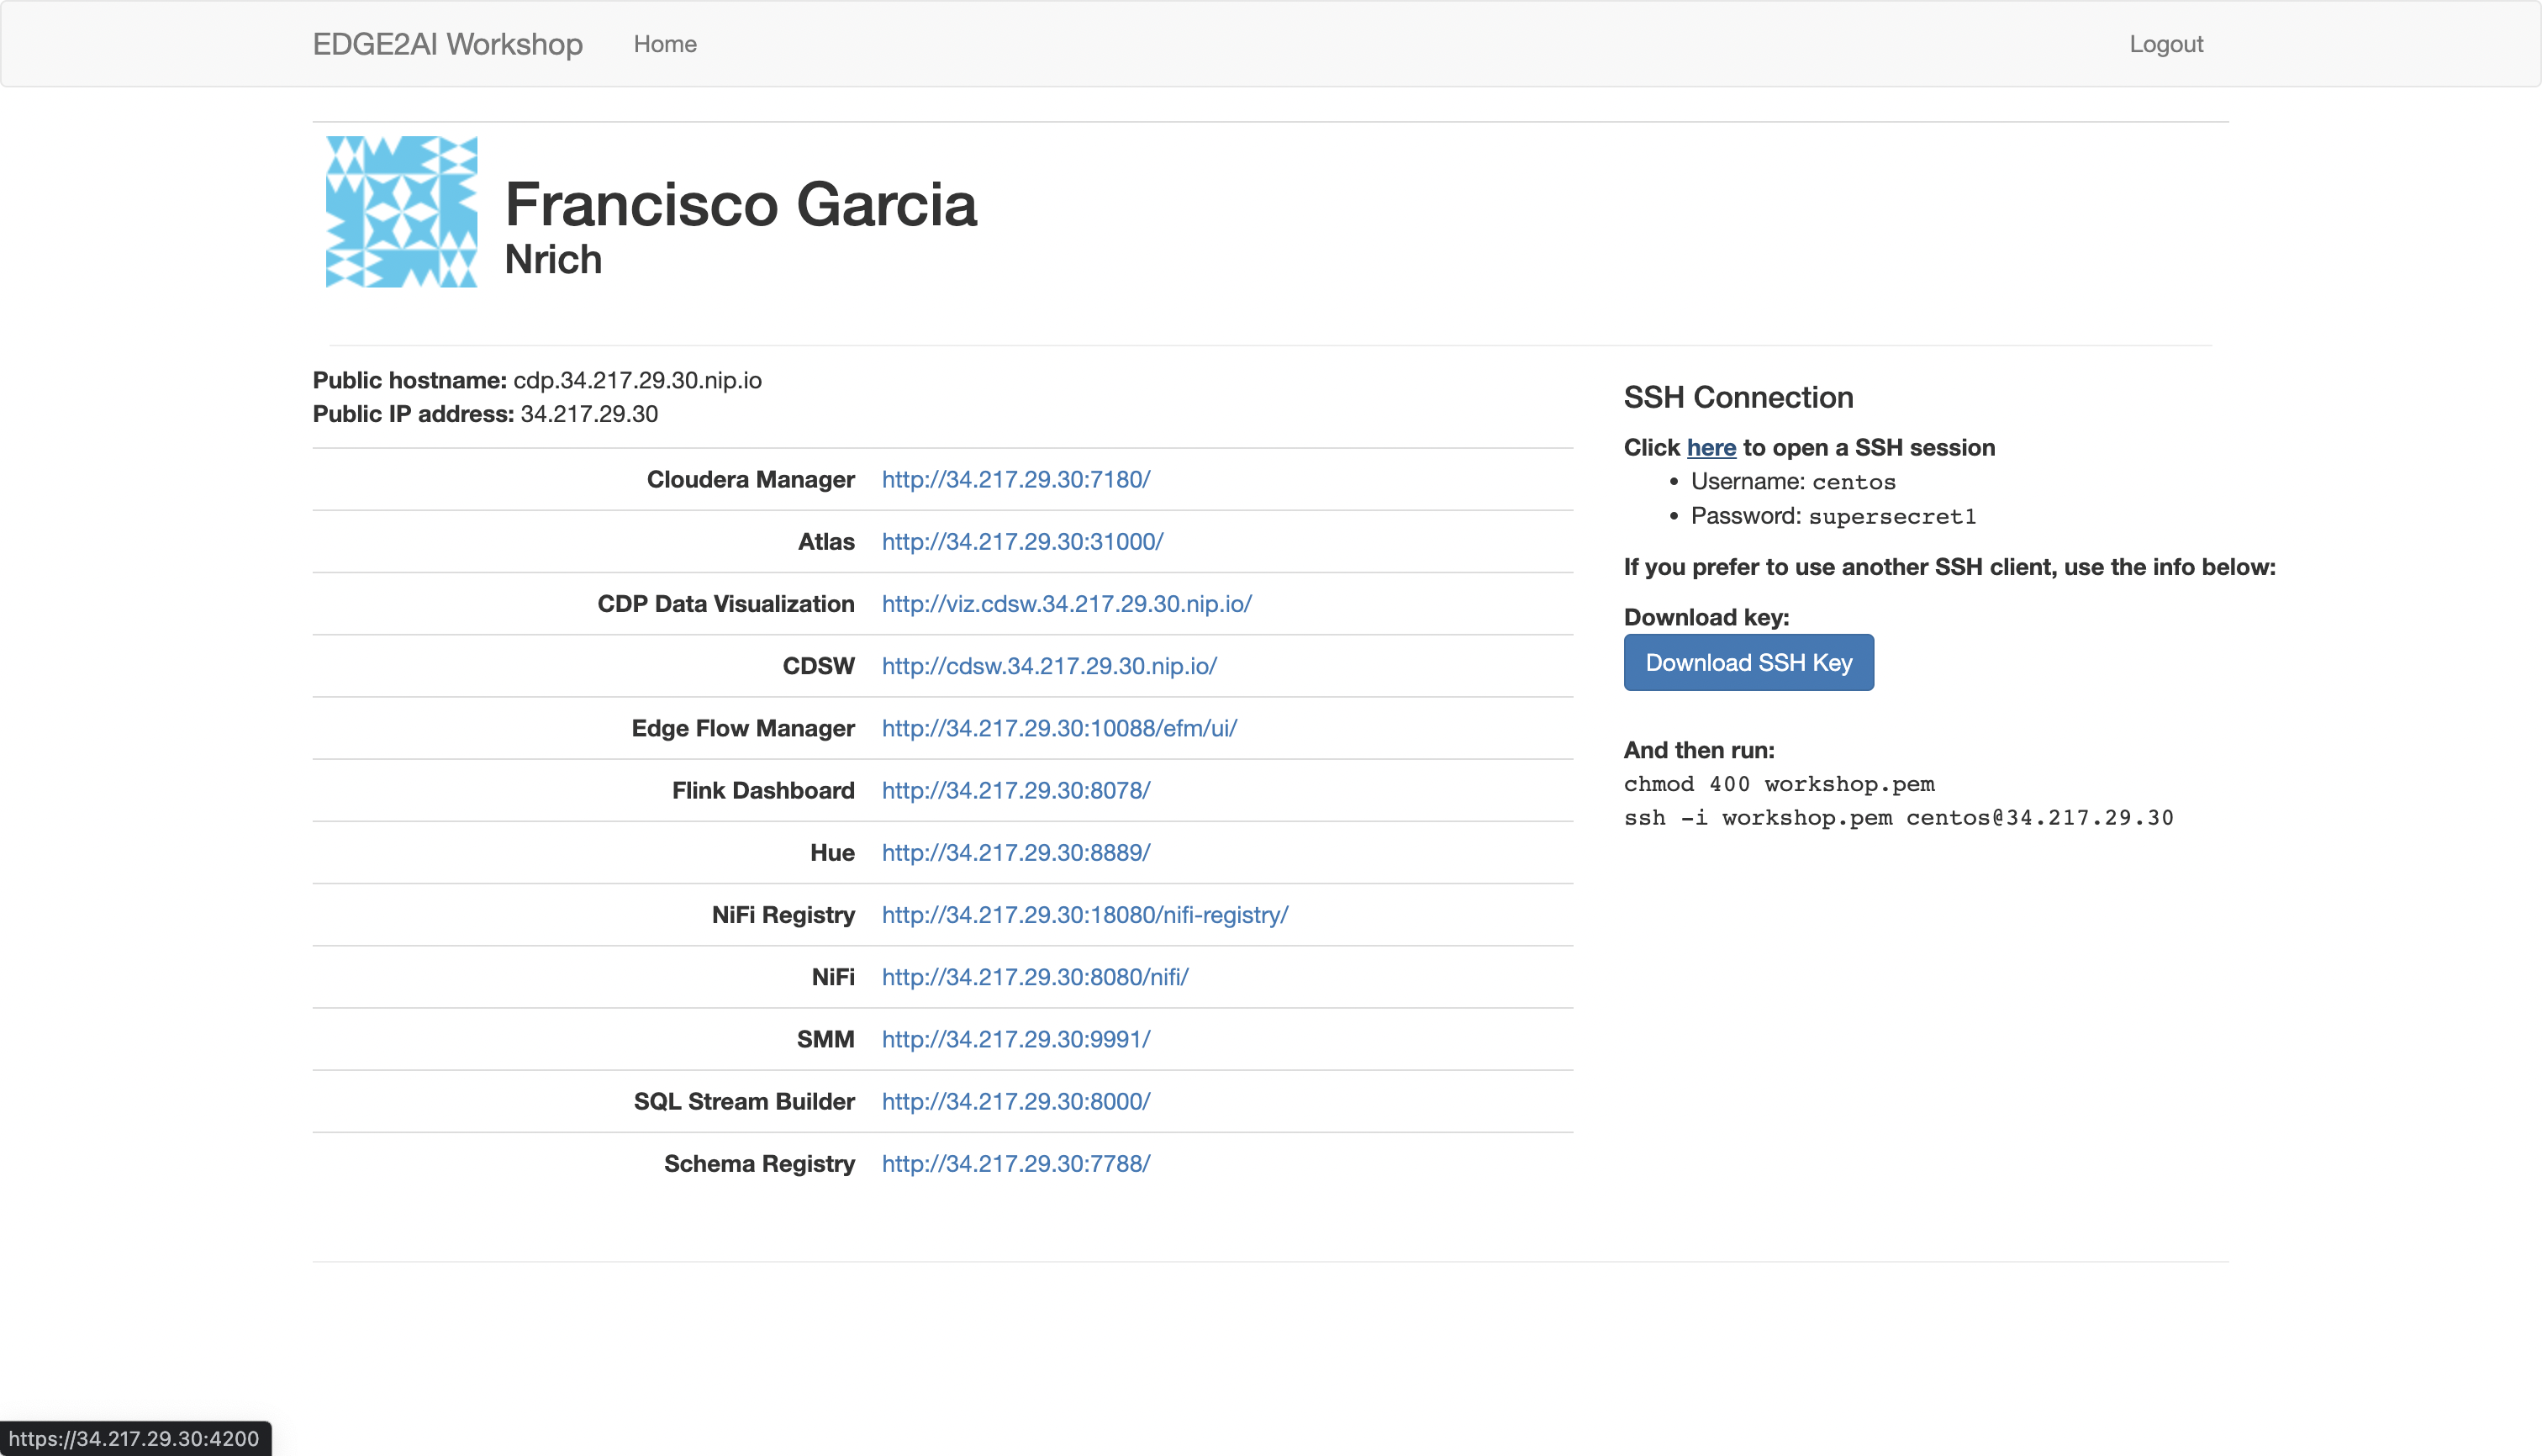 EDGE2AI Workshop Home Logout
Francisco Garcia
Nrich
Public hostname: cdp.34.217.29.30.nip.io
Public IP address: 34.217.29.30
Cloudera Manager http://34.217.29.30:7180/
Atlas http://34.217.29.30:31000/
CDP Data Visualization http://viz.cdsw.34.217.29.30.nip.io/
CDSW http://cdsw.34.217.29.30.nip.io/
Edge Flow Manager http://34.217.29.30:10088/efm/ui/
Flink Dashboard http://34.217.29.30:8078/
Hue http://34.217.29.30:8889/
NiFi Registry http://34.217.29.30:18080/nifi-registry/
NiFi http://34.217.29.30:8080/nifi/
SMM http://34.217.29.30:9991/
SQL Stream Builder http://34.217.29.30:8000/
Schema Registry http://34.217.29.30:7788/
SSH Connection
Click here to open a SSH session
• Username: centos
• Password: supersecret1
If you prefer to use another SSH client, use the info below:
Download key:
Download SSH Key
And then run:
chmod 400 workshop.pem
ssh -i workshop.pem centos@34.217.29.30
https://34.217.29.30:4200